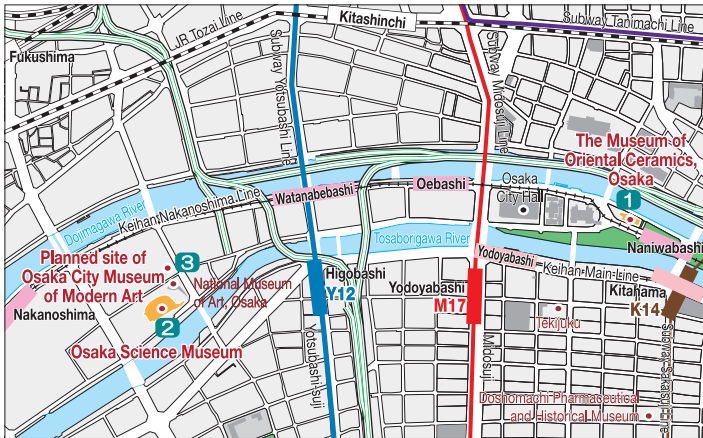 Kitashinchi
Subway Tanimachi Line
JR Tozai Line
Fukushima
Subway Yotsubashi Line
Subway Midosuji Line
The Museum of
Oriental Ceramics,
Osaka
1
Osaka
City Hall
Oebashi
Watanabebashi
Keihan Nakanoshima Line
Dojimagawa River
Tosaborigawa River
Naniwabashi
Yodoyabashi
Keihan Main Line
Planned site of
Osaka City Museum
of Modern Art
3
National Museum
of Art, Osaka
Nakanoshima
2
Osaka Science Museum
Higobashi
Y12
Yodoyabashi
M17
Kitahama
K14
Tekijuku
Yotsubashi-suji
Midosuji
Doshomachi Pharmaceutical
and Historical Museum